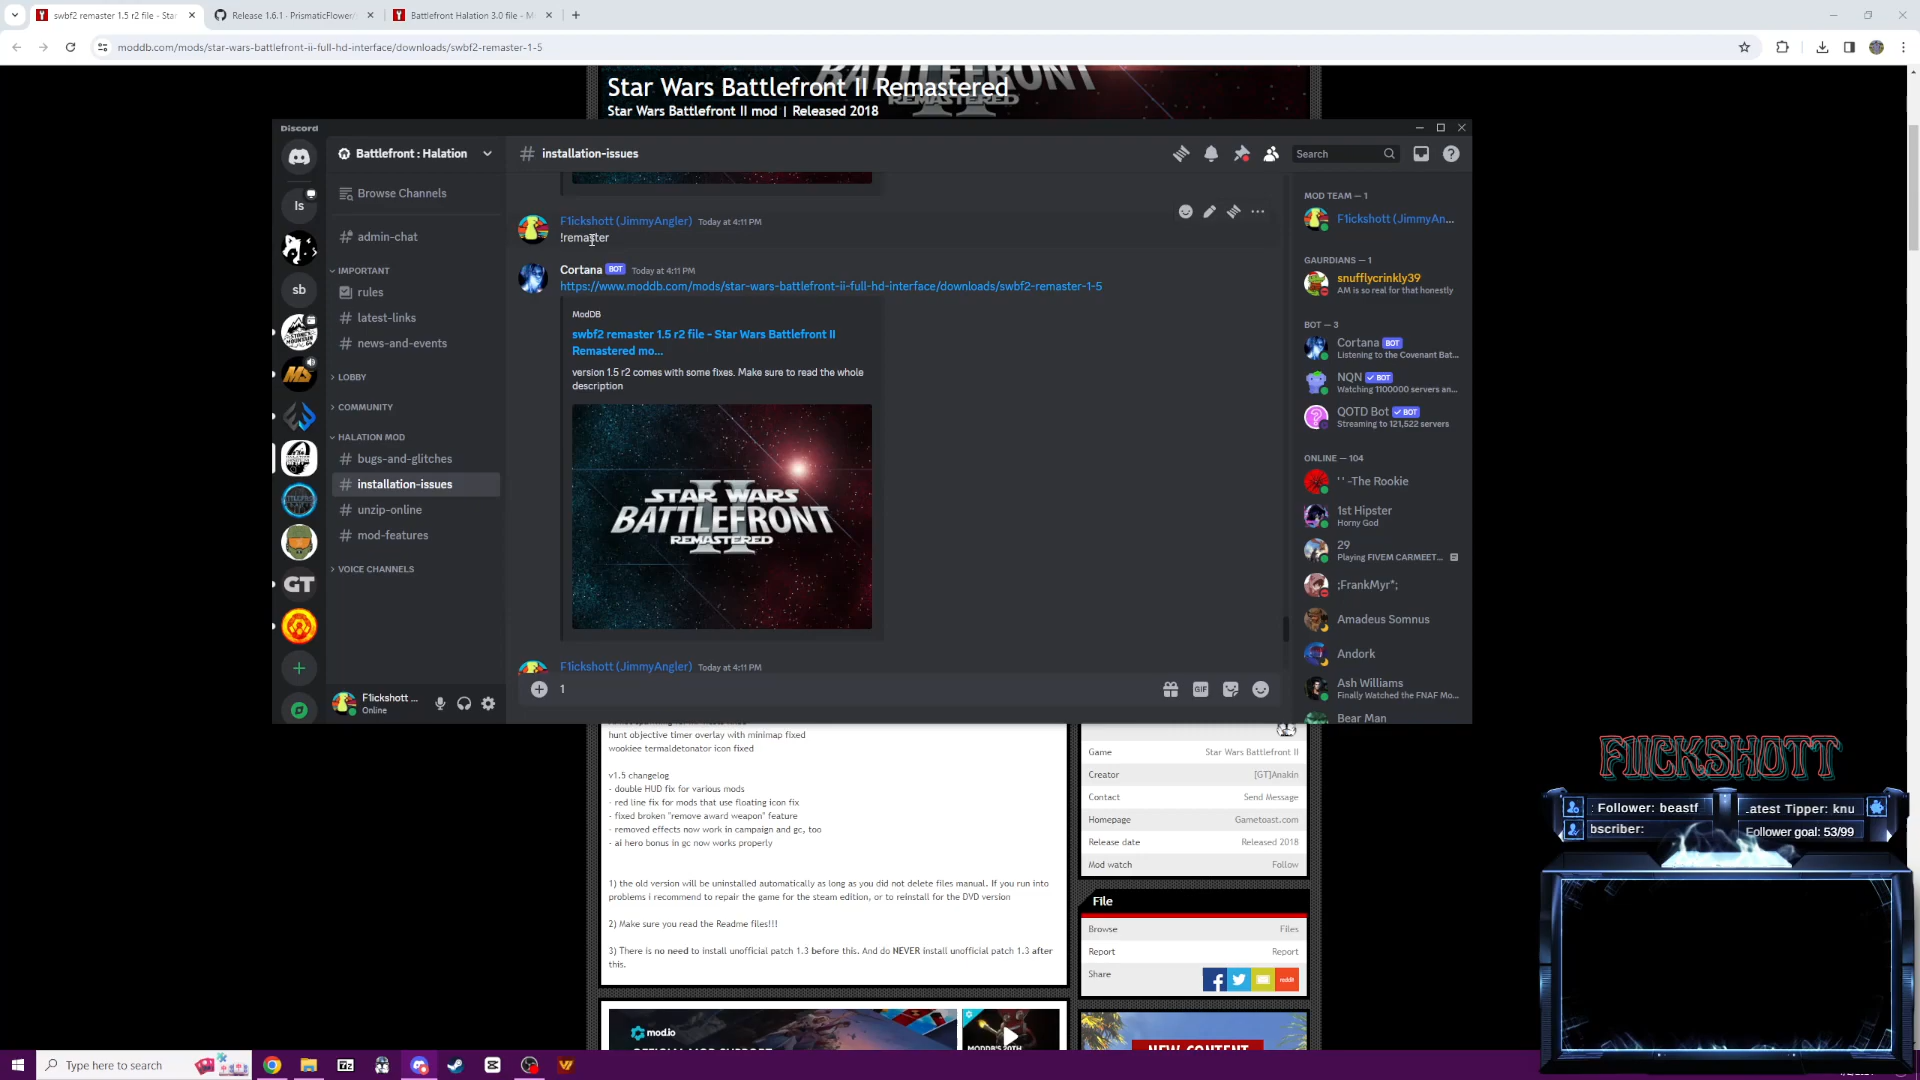 swbf2 remaster 1.5 r2 file - Star
Release 1.6.1 · PrismaticFlower/
Battlefront Halation 3.0 file - M
moddb.com/mods/star-wars-battlefront-ii-full-hd-interface/downloads/swbf2-remaster-1-5
Star Wars Battlefront II Remastered
Star Wars Battlefront II mod | Released 2018
Discord
Battlefront : Halation
installation-issues
Search
Browse Channels
admin-chat
IMPORTANT
rules
latest-links
news-and-events
LOBBY
COMMUNITY
HALATION MOD
bugs-and-glitches
installation-issues
unzip-online
mod-features
VOICE CHANNELS
ls
sb
GT
F1ickshott ...
Online
F1ickshott (JimmyAngler) Today at 4:11 PM
!remaster
Cortana BOT Today at 4:11 PM
https://www.moddb.com/mods/star-wars-battlefront-ii-full-hd-interface/downloads/swbf2-remaster-1-5
ModDB
swbf2 remaster 1.5 r2 file - Star Wars Battlefront II
Remastered mo...
version 1.5 r2 comes with some fixes. Make sure to read the whole
description
STAR WARS
BATTLEFRONT
II
REMASTERED
F1ickshott (JimmyAngler) Today at 4:11 PM
1
GIF
MOD TEAM — 1
F1ickshott (JimmyAn...
GAURDIANS — 1
snufflycrinkly39
AM is so real for that honestly
BOT — 3
Cortana BOT
Listening to the Covenant Bat...
NQN BOT
Watching 1100000 servers an...
QOTD Bot BOT
Streaming to 121,522 servers
ONLINE — 104
' ' -The Rookie
1st Hipster
Horny God
29
Playing FIVEM CARMEET...
;FrankMyr*;
Amadeus Somnus
Andork
Ash Williams
Finally Watched the FNAF Mo...
Bear Man
hunt objective timer overlay with minimap fixed
wookiee termaldetonator icon fixed
v1.5 changelog
- double HUD fix for various mods
- red line fix for mods that use floating icon fix
- fixed broken "remove award weapon" feature
- removed effects now work in campaign and gc, too
- ai hero bonus in gc now works properly
1) the old version will be uninstalled automatically as long as you did not delete files manual. If you run into
problems i recommend to repair the game for the steam edition, or to reinstall for the DVD version
2) Make sure you read the Readme files!!!
3) There is no need to install unofficial patch 1.3 before this. And do NEVER install unofficial patch 1.3 after
this.
Game Star Wars Battlefront II
Creator [GT]Anakin
Contact Send Message
Homepage Gametoast.com
Release date Released 2018
Mod watch Follow
File
Browse Files
Report Report
Share
reddit
mod.io
F1ICKSHOTT
: Follower: beastf
.atest Tipper: knu
bscriber:
Follower goal: 53/99
Type here to search